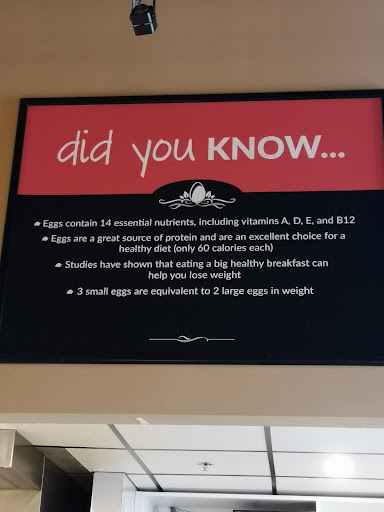 did you KNOW...
Eggs contain 14 essential nutrients, including vitamins A, D, E, and B12
Eggs are a great source of protein and are an excellent choice for a
healthy diet (only 60 calories each)
Studies have shown that eating a big healthy breakfast can
help you lose weight
3 small eggs are equivalent to 2 large eggs in weight